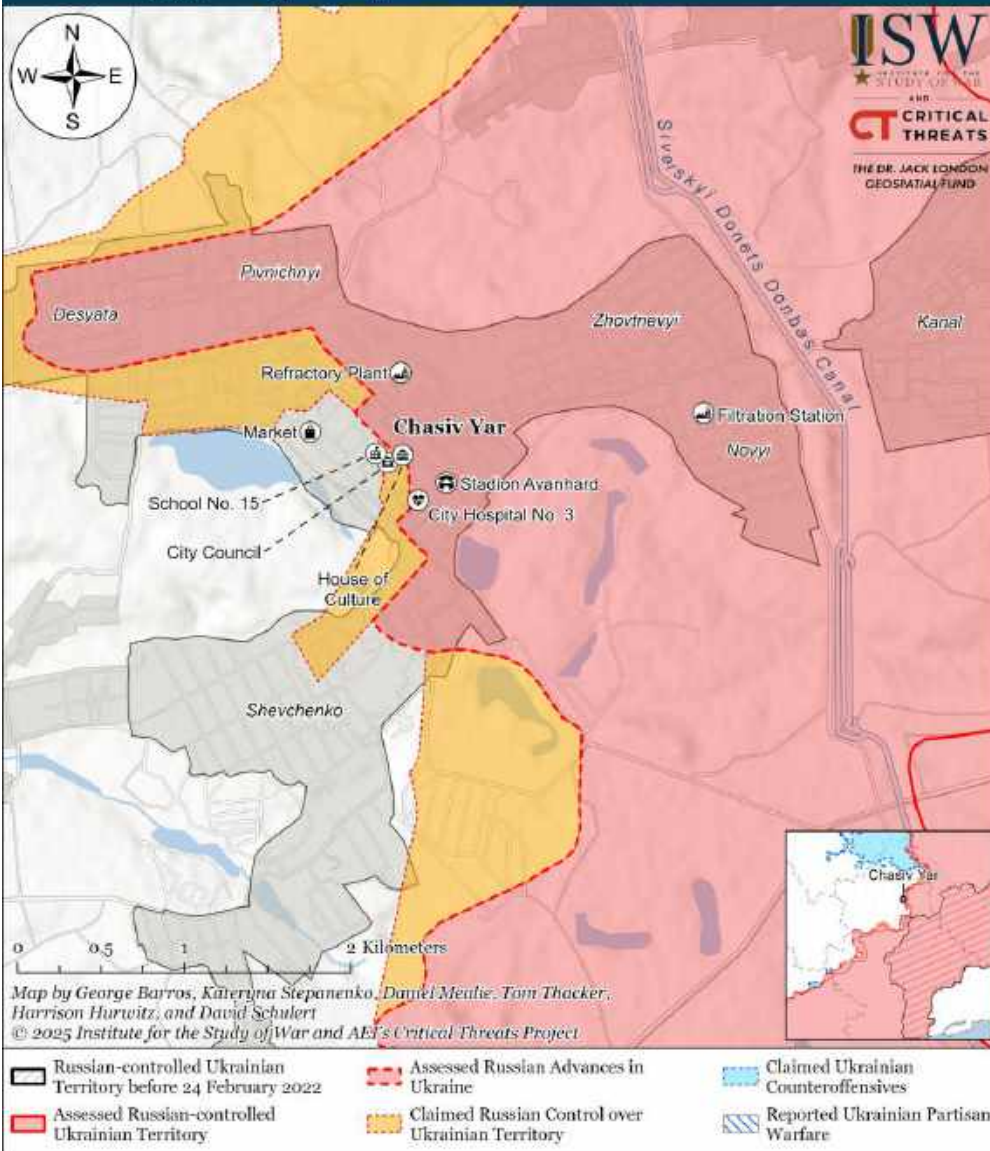 N
W E
S
ISW
INSTITUTE FOR THE
STUDY OF WAR
AND
CT CRITICAL
THREATS
THE DR. JACK LONDON
GEOSPATIAL FUND
Siverskyi Donets Donbas Canal
Pivnichnyi
Desyata
Zhovtnevyi
Kanal
Refractory Plant
Filtration Station
Market
Chasiv Yar
Novyi
Stadion Avanhard
School No. 15
City Hospital No. 3
City Council
House of
Culture
Shevchenko
Chasiv Yar
0 0.5 1 2 Kilometers
Map by George Barros, Kateryna Stepanenko, Daniel Mealie, Tom Thacker,
Harrison Hurwitz, and David Schulert
© 2025 Institute for the Study of War and AEI's Critical Threats Project
Russian-controlled Ukrainian
Territory before 24 February 2022
Assessed Russian Advances in
Ukraine
Claimed Ukrainian
Counteroffensives
Assessed Russian-controlled
Ukrainian Territory
Claimed Russian Control over
Ukrainian Territory
Reported Ukrainian Partisan
Warfare